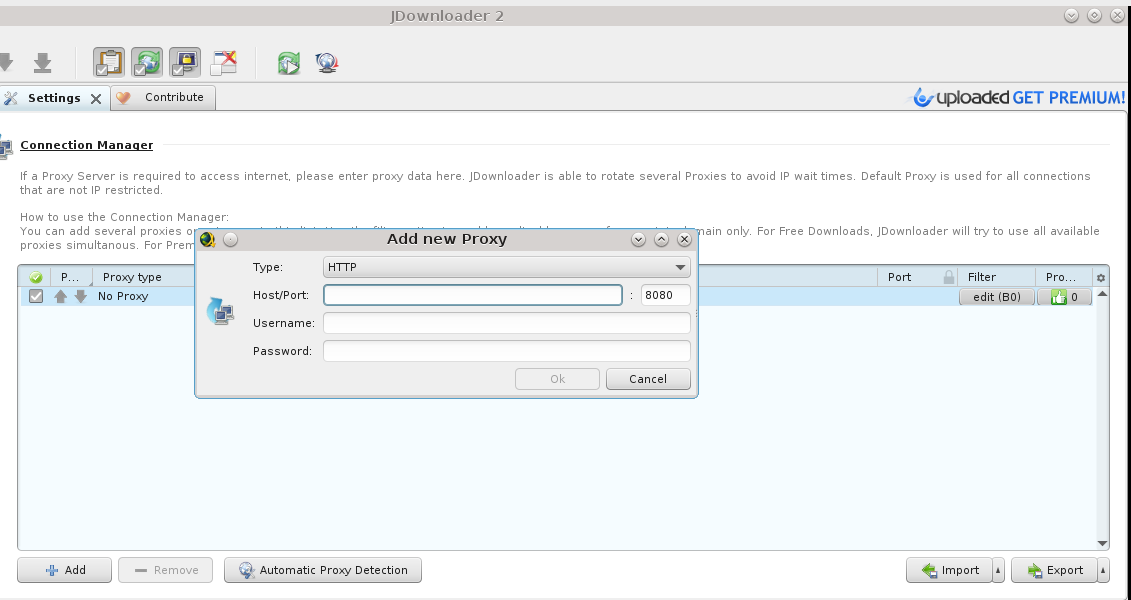 JDownloader 2
Settings
Contribute
uploaded GET PREMIUM!
Connection Manager
If a Proxy Server is required to access internet, please enter proxy data here. JDownloader is able to rotate several Proxies to avoid IP wait times. Default Proxy is used for all connections
that are not IP restricted.
How to use the Connection Manager:
You can add several proxies main only. For Free Downloads, JDownloader will try to use all available
proxies simultanous. For Prem
Add new Proxy
Type: HTTP
Host/Port: : 8080
Username:
Password:
Ok Cancel
P... Proxy type Port Filter Pro...
No Proxy edit (B0) 0
Add Remove Automatic Proxy Detection Import Export